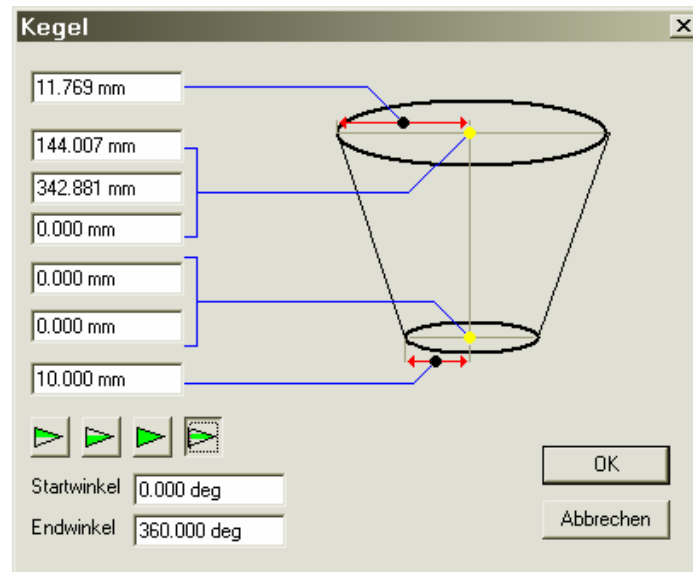 Kegel
11.769 mm
144.007 mm
342.881 mm
0.000 mm
0.000 mm
0.000 mm
10.000 mm
Startwinkel 0.000 deg
Endwinkel 360.000 deg
OK
Abbrechen